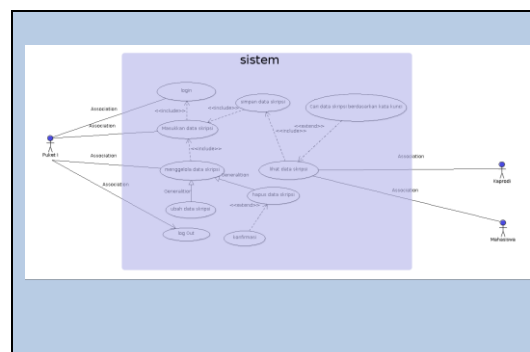 sistem
login
Association
<<include>>
simpan data skripsi
Cari data skripsi berdasarkan kata kunci
Association
Masukkan data skripsi
<<include>>
<<extend>>
<<include>>
Puket I
Association
<<include>>
mengelola data skripsi
Generalition
lihat data skripsi
Association
Kaprodi
Association
Generalition
hapus data skripsi
ubah data skripsi
<<extend>>
Association
log out
konfirmasi
Mahasiswa